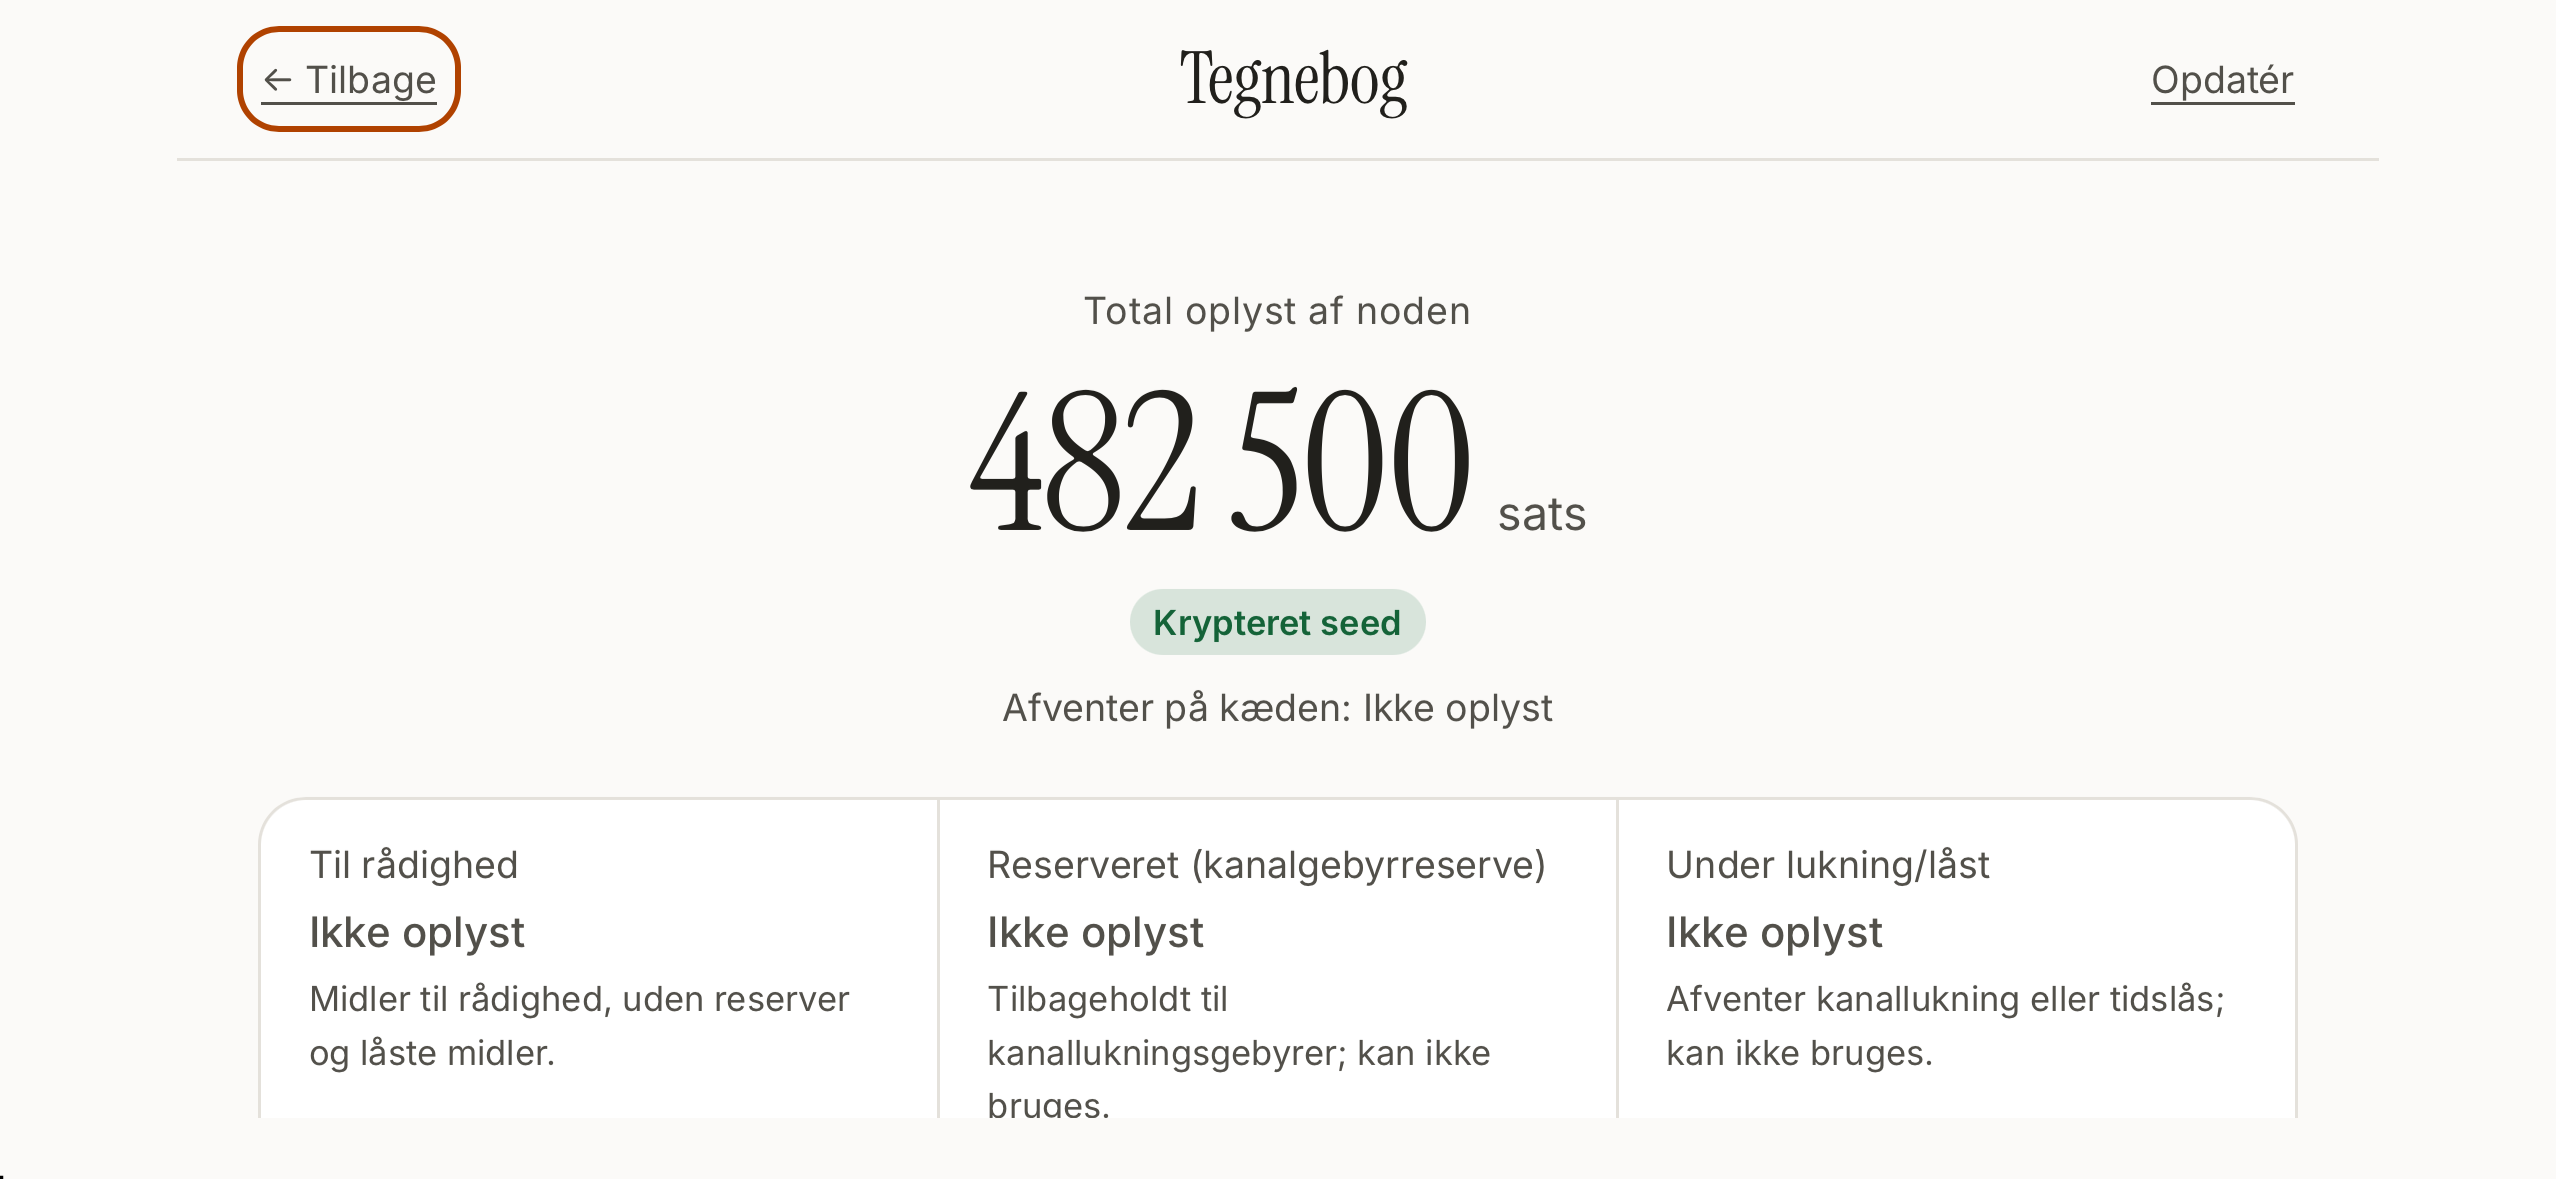 ← Tilbage
Tegnebog
Opdatér
Total oplyst af noden
482 500 sats
Krypteret seed
Afventer på kæden: Ikke oplyst
Til rådighed
Ikke oplyst
Midler til rådighed, uden reserver
og låste midler.
Reserveret (kanalgebyrreserve)
Ikke oplyst
Tilbageholdt til
kanallukningsgebyrer; kan ikke
bruges.
Under lukning/låst
Ikke oplyst
Afventer kanallukning eller tidslås;
kan ikke bruges.